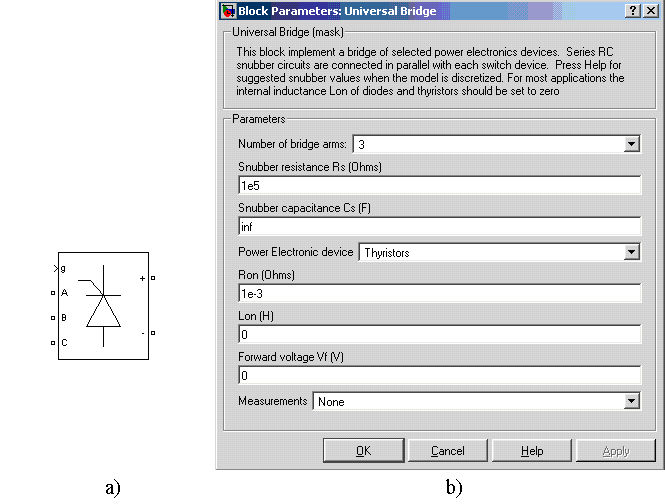 Block Parameters: Universal Bridge
Universal Bridge (mask)
This block implement a bridge of selected power electronics devices.  Series RC
snubber circuits are connected in parallel with each switch device.  Press Help for
suggested snubber values when the model is discretized. For most applications the
internal inductance Lon of diodes and thyristors should be set to zero
Parameters
Number of bridge arms: 3
Snubber resistance Rs (Ohms)
1e5
Snubber capacitance Cs (F)
inf
Power Electronic device Thyristors
Ron (Ohms)
1e-3
Lon (H)
0
Forward voltage Vf (V)
0
Measurements None
OK Cancel Help Apply
g
A
B
C
+
-
a)
b)